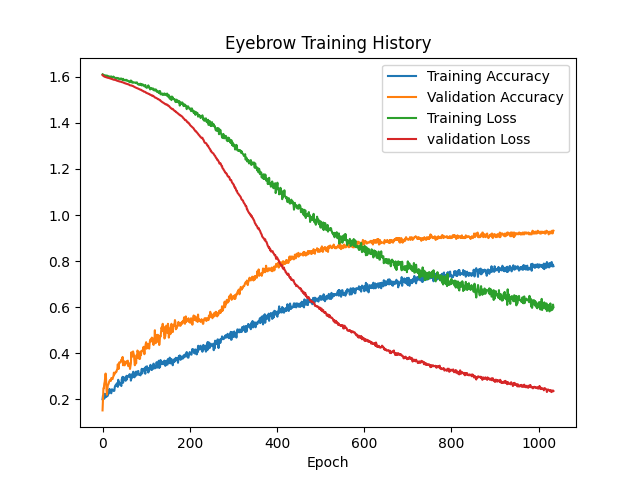 Eyebrow Training History
Training Accuracy
Validation Accuracy
Training Loss
validation Loss
1.6
1.4
1.2
1.0
0.8
0.6
0.4
0.2
0 200 400 600 800 1000
Epoch